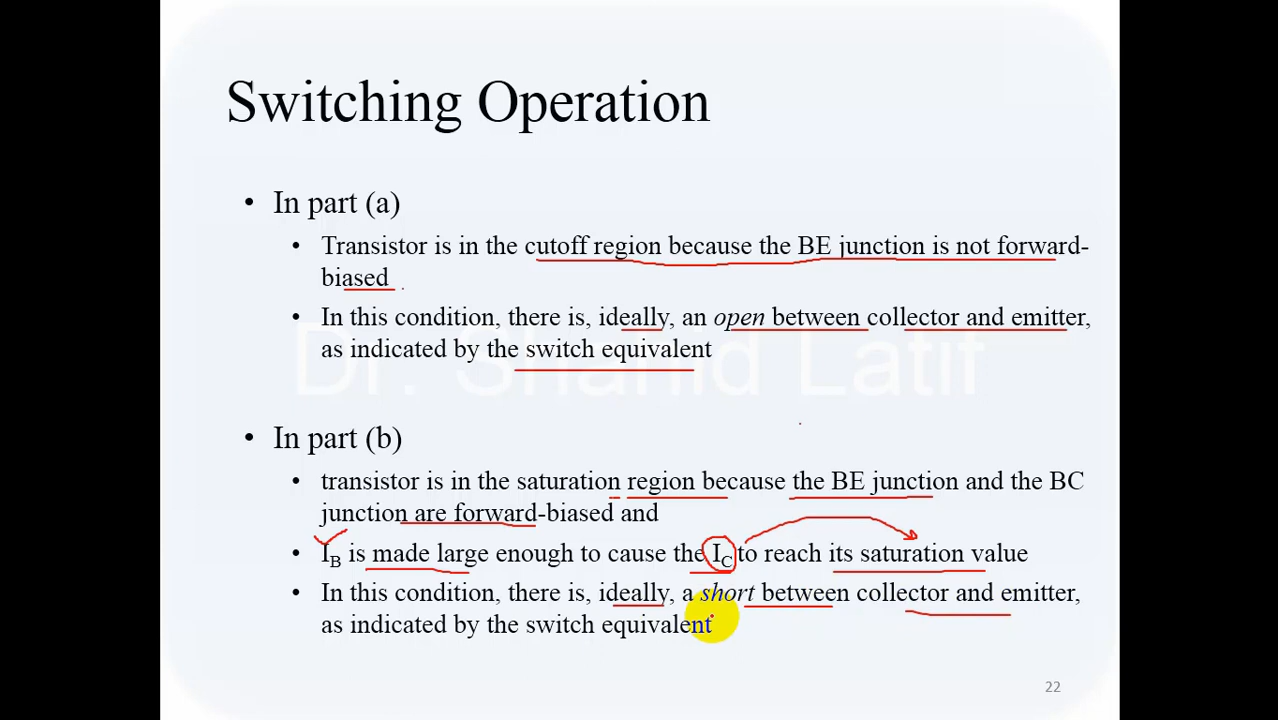 Switching Operation
• In part (a)
• Transistor is in the cutoff region because the BE junction is not forward-
biased
• In this condition, there is, ideally, an open between collector and emitter,
as indicated by the switch equivalent
Dr. Shahid Latif
• In part (b)
• transistor is in the saturation region because the BE junction and the BC
junction are forward-biased and
• IB is made large enough to cause the IC to reach its saturation value
• In this condition, there is, ideally, a short between collector and emitter,
as indicated by the switch equivalent
22